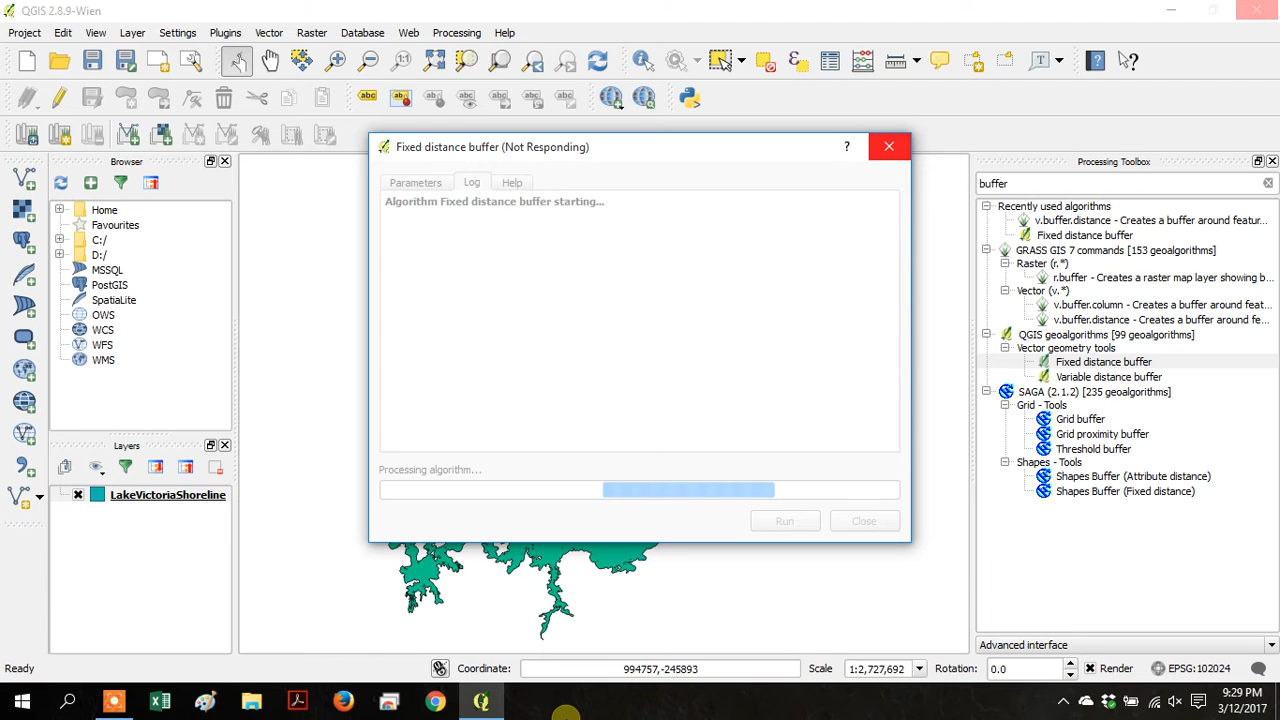 QGIS 2.8.9-Wien
Project Edit View Layer Settings Plugins Vector Raster Database Web Processing Help
Browser
Home
Favourites
C:/
D:/
MSSQL
PostGIS
SpatiaLite
OWS
WCS
WFS
WMS
Layers
LakeVictoriaShoreline
Fixed distance buffer (Not Responding)
?
Parameters Log Help
Algorithm Fixed distance buffer starting...
Processing algorithm...
Run Close
Processing Toolbox
buffer
Recently used algorithms
v.buffer.distance - Creates a buffer around featur...
Fixed distance buffer
GRASS GIS 7 commands [153 geoalgorithms]
Raster (r.*)
r.buffer - Creates a raster map layer showing b...
Vector (v.*)
v.buffer.column - Creates a buffer around feat...
v.buffer.distance - Creates a buffer around fe...
QGIS geoalgorithms [99 geoalgorithms]
Vector geometry tools
Fixed distance buffer
Variable distance buffer
SAGA (2.1.2) [235 geoalgorithms]
Grid - Tools
Grid buffer
Grid proximity buffer
Threshold buffer
Shapes - Tools
Shapes Buffer (Attribute distance)
Shapes Buffer (Fixed distance)
Advanced interface
Ready
Coordinate: 994757,-245893 Scale 1:2,727,692 Rotation: 0.0 Render EPSG:102024
9:29 PM
3/12/2017